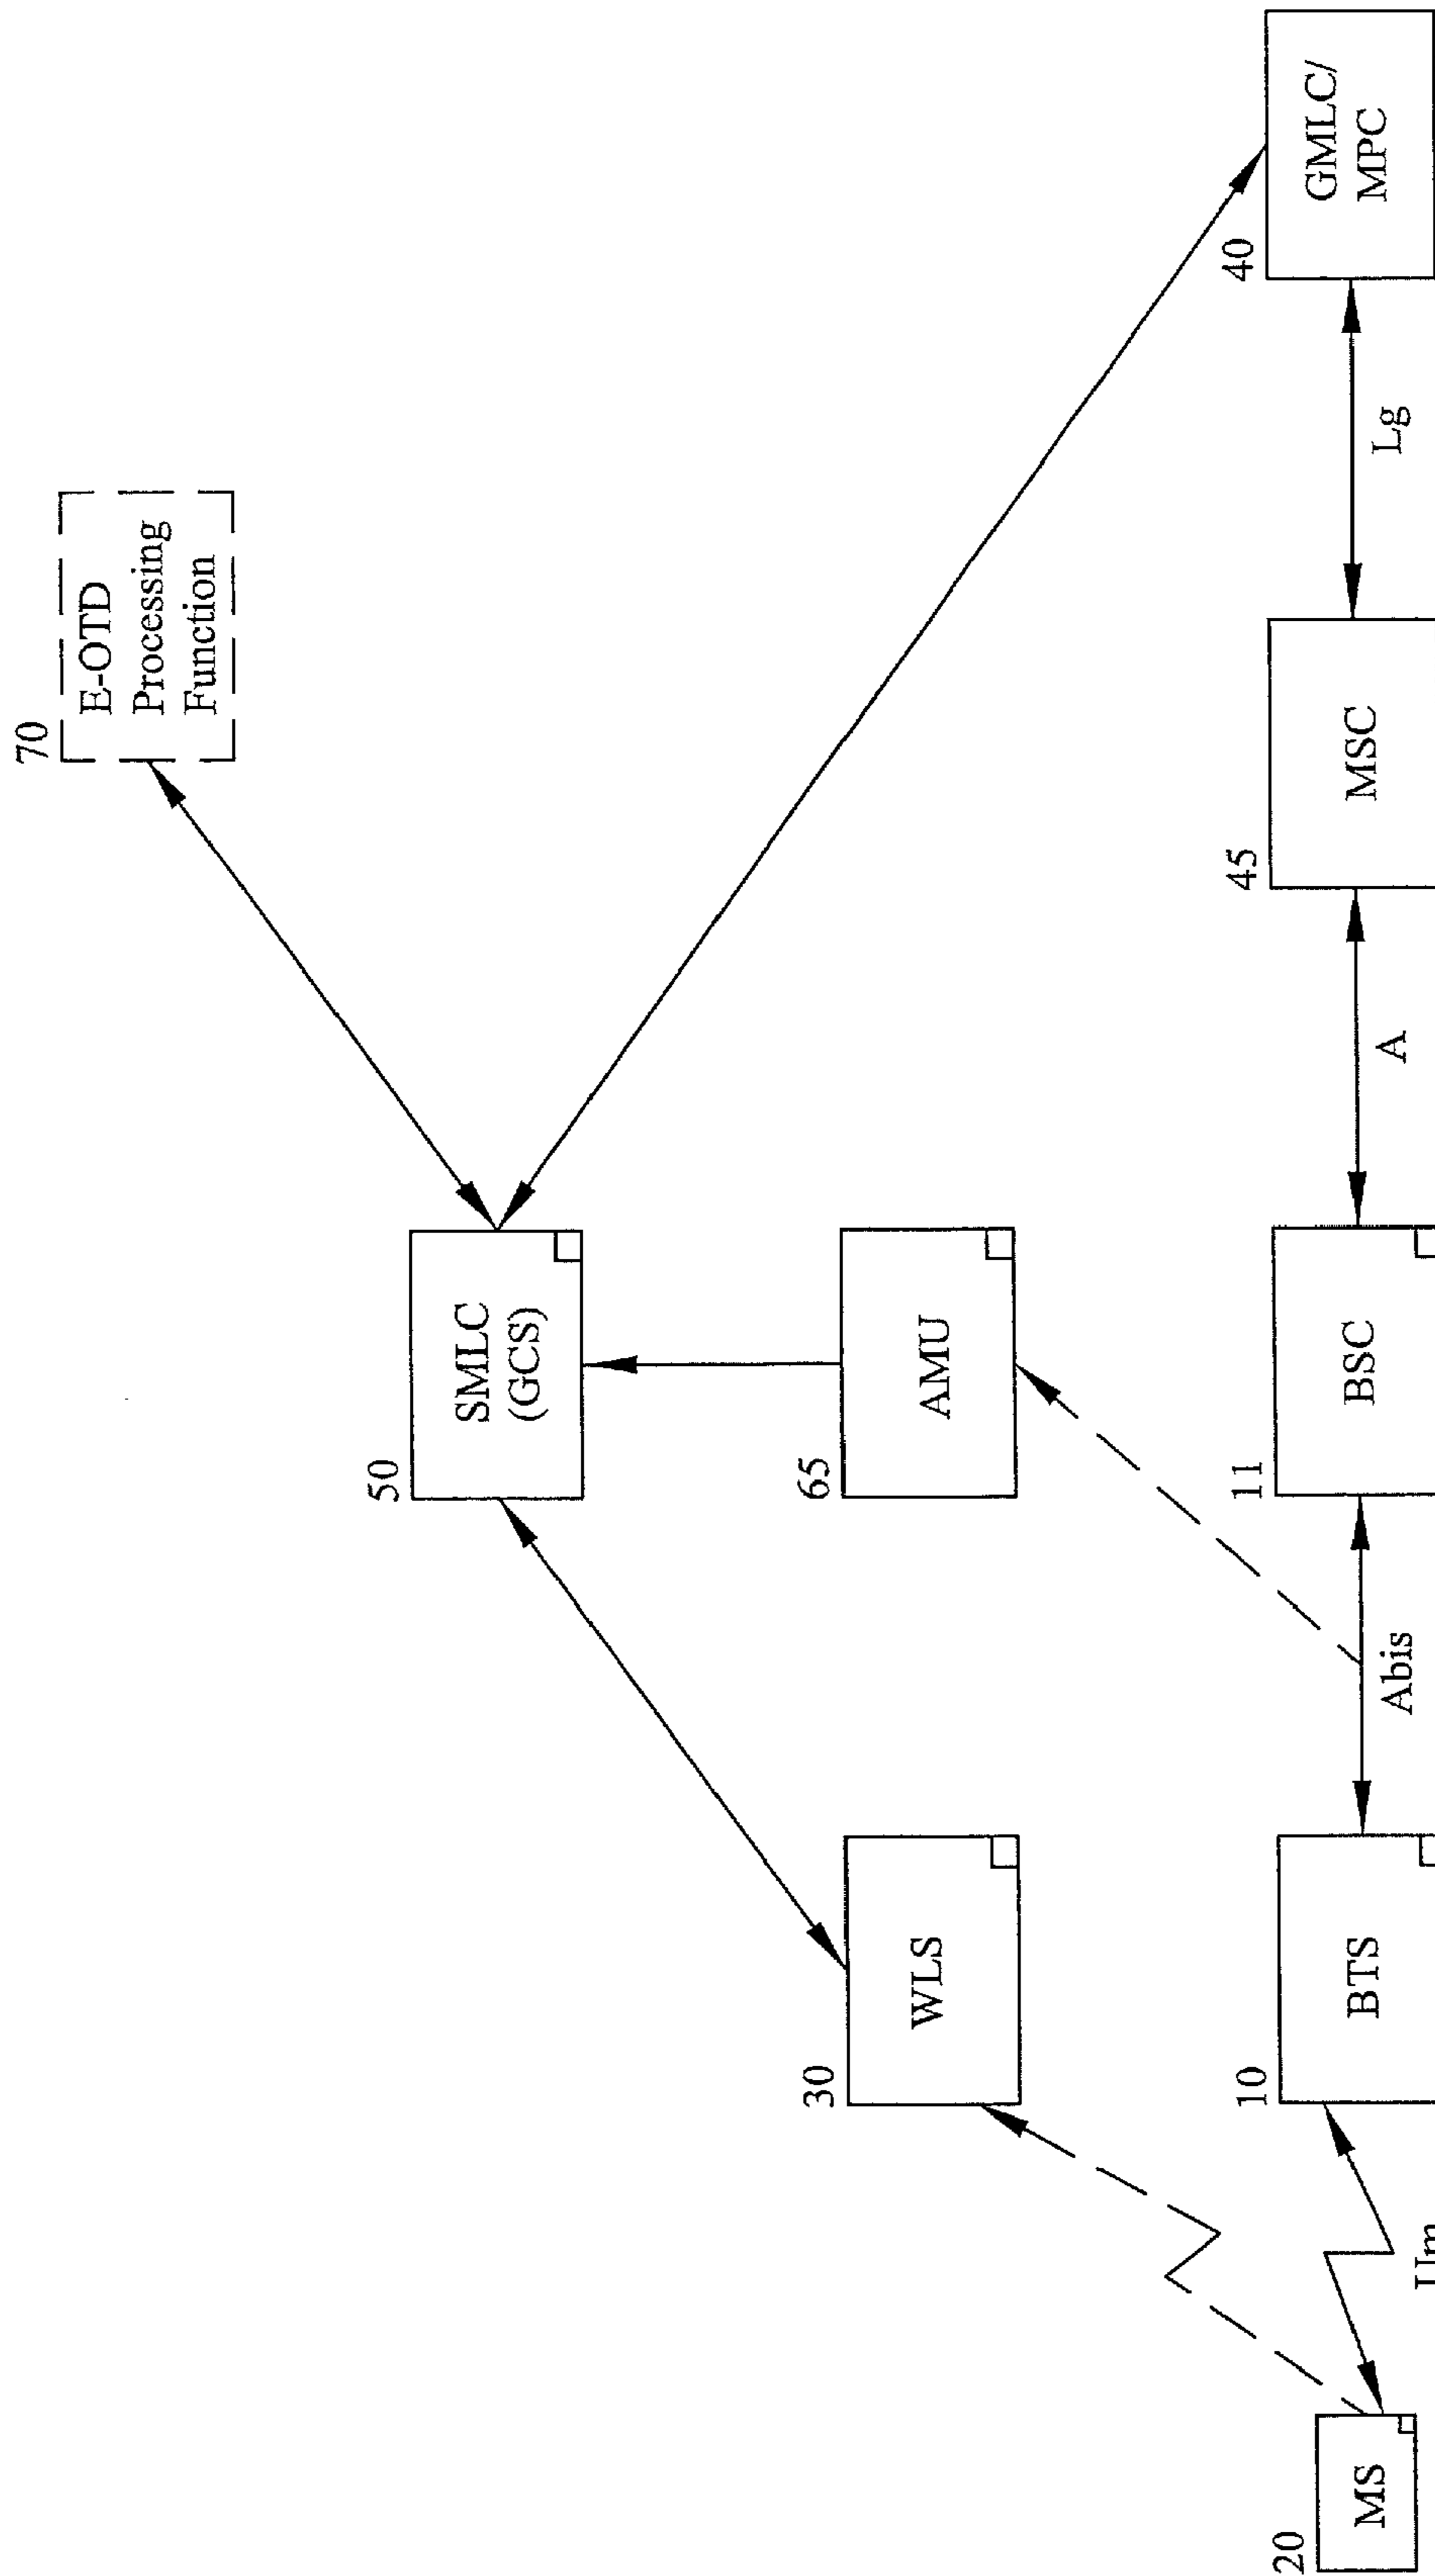 70
E-OTD
Processing
Function
50
SMLC
(GCS)
40
GMLC/
MPC
30
WLS
65
AMU
20
MS
Um
10
BTS
Abis
11
BSC
A
45
MSC
Lg